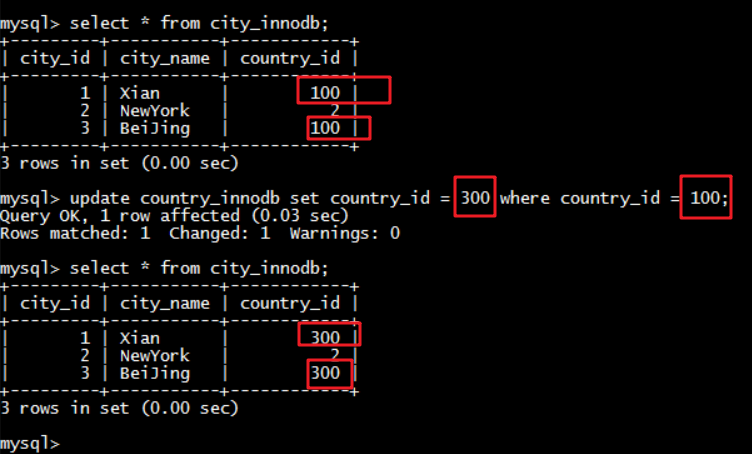 mysql> select * from city_innodb;
+---------+-----------+------------+
| city_id | city_name | country_id |
+---------+-----------+------------+
| 1 | Xian | 100 |
| 2 | NewYork | 2 |
| 3 | BeiJing | 100 |
+---------+-----------+------------+
3 rows in set (0.00 sec)
mysql> update country_innodb set country_id = 300 where country_id = 100;
Query OK, 1 row affected (0.03 sec)
Rows matched: 1  Changed: 1  Warnings: 0
mysql> select * from city_innodb;
+---------+-----------+------------+
| city_id | city_name | country_id |
+---------+-----------+------------+
| 1 | Xian | 300 |
| 2 | NewYork | 2 |
| 3 | BeiJing | 300 |
+---------+-----------+------------+
3 rows in set (0.00 sec)
mysql>